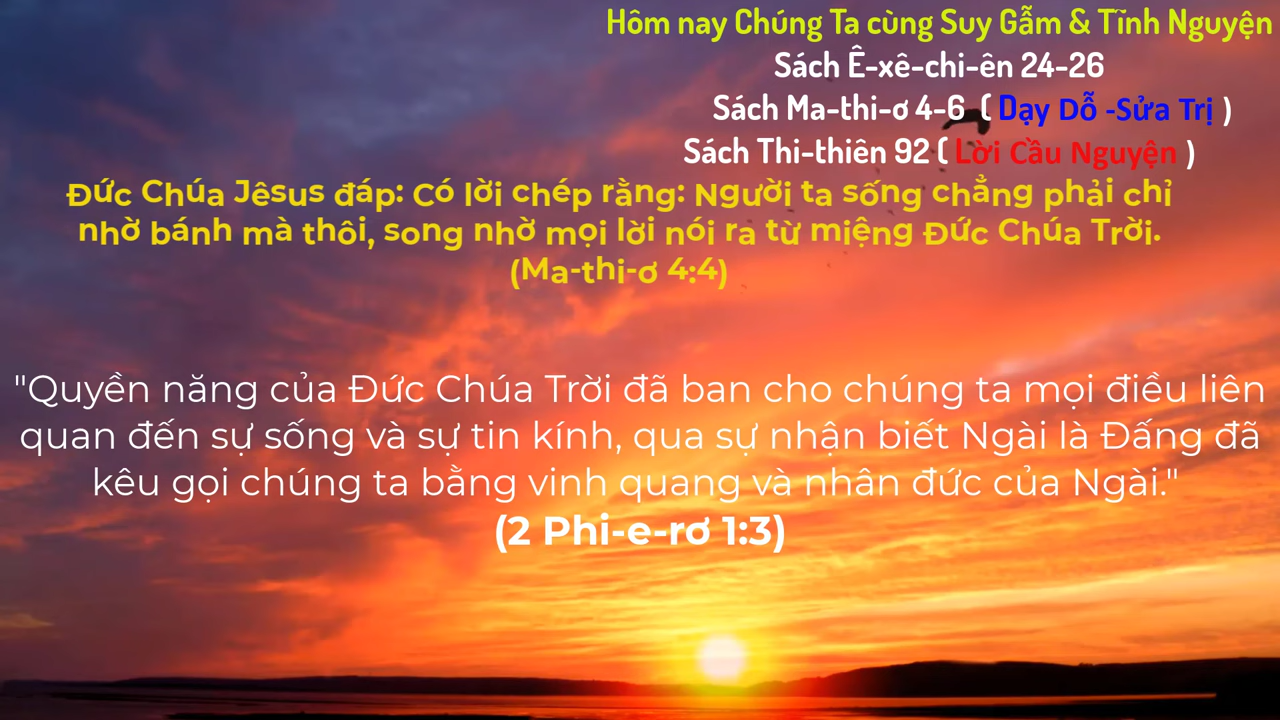 Hôm nay Chúng Ta cùng Suy Gẫm & Tĩnh Nguyện
Sách Ê-xê-chi-ên 24-26
Sách Ma-thi-ơ 4-6 ( Dạy Dỗ -Sửa Trị )
Sách Thi-thiên 92 ( Lời Cầu Nguyện )
Đức Chúa Jêsus đáp: Có lời chép rằng: Người ta sống chẳng phải chỉ
nhờ bánh mà thôi, song nhờ mọi lời nói ra từ miệng Đức Chúa Trời.
(Ma-thi-ơ 4:4)
"Quyền năng của Đức Chúa Trời đã ban cho chúng ta mọi điều liên
quan đến sự sống và sự tin kính, qua sự nhận biết Ngài là Đấng đã
kêu gọi chúng ta bằng vinh quang và nhân đức của Ngài."
(2 Phi-e-rơ 1:3)